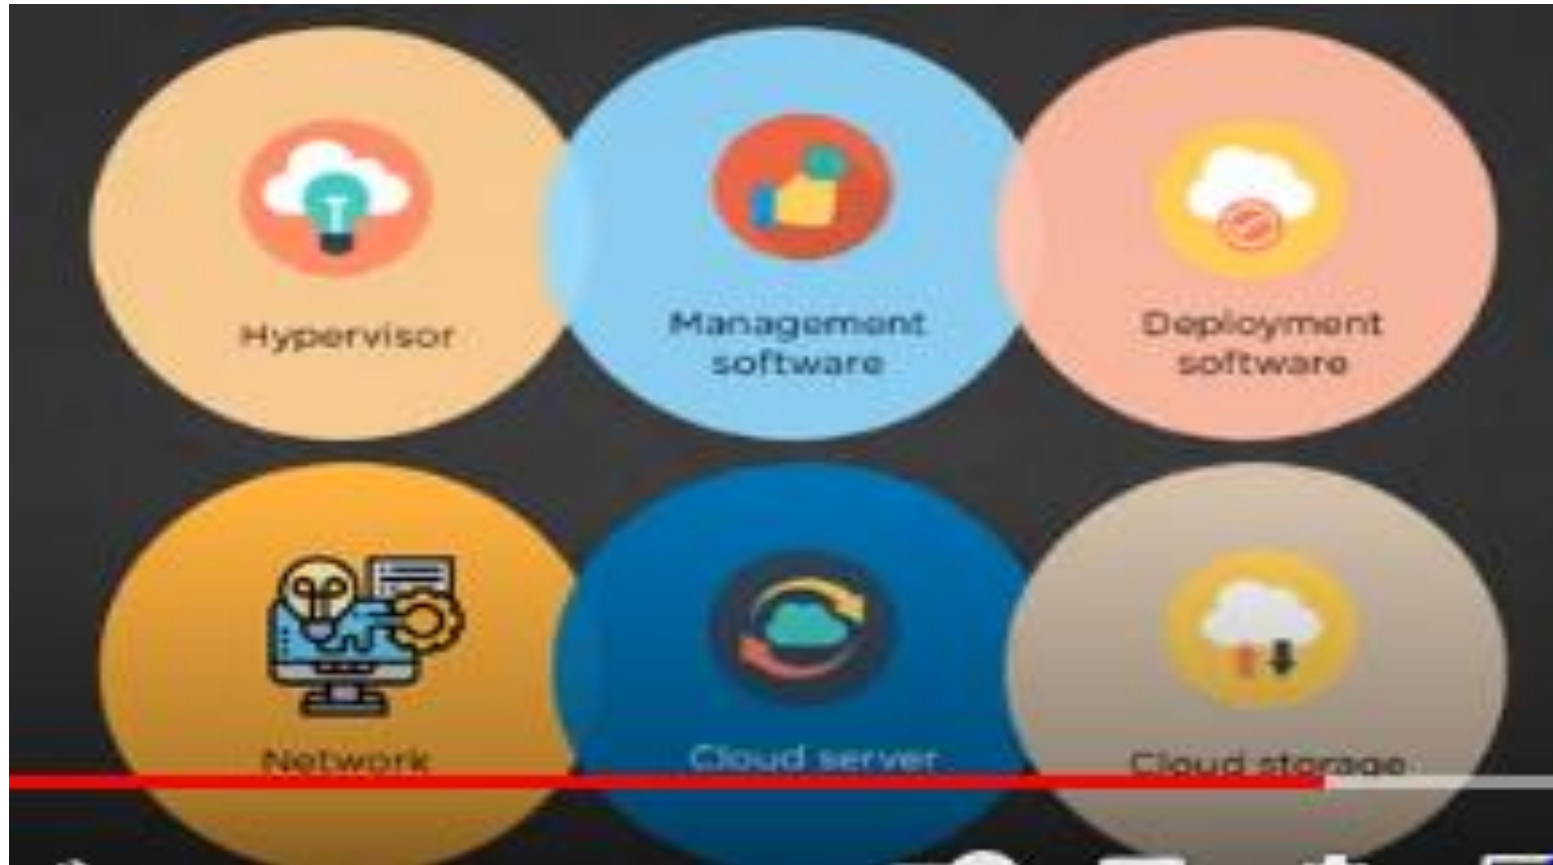 Hypervisor
Management
software
Deployment
software
Network
Cloud server
Cloud storage